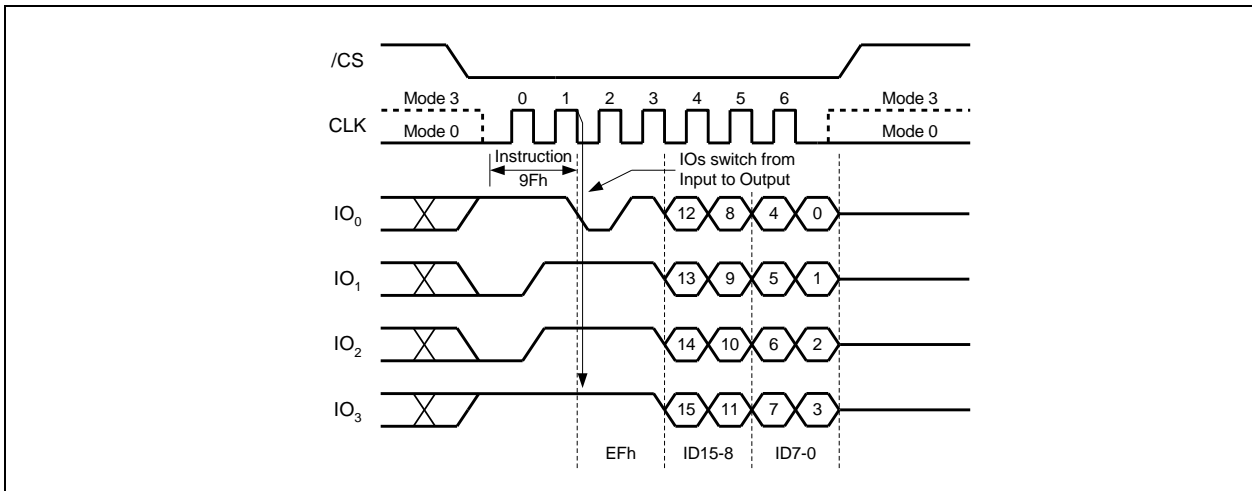 /CS
Mode 3 0 1 2 3 4 5 6 Mode 3
CLK Mode 0 Mode 0
Instruction
9Fh
IOs switch from
Input to Output
IO0 12 8 4 0
IO1 13 9 5 1
IO2 14 10 6 2
IO3 15 11 7 3
EFh ID15-8 ID7-0